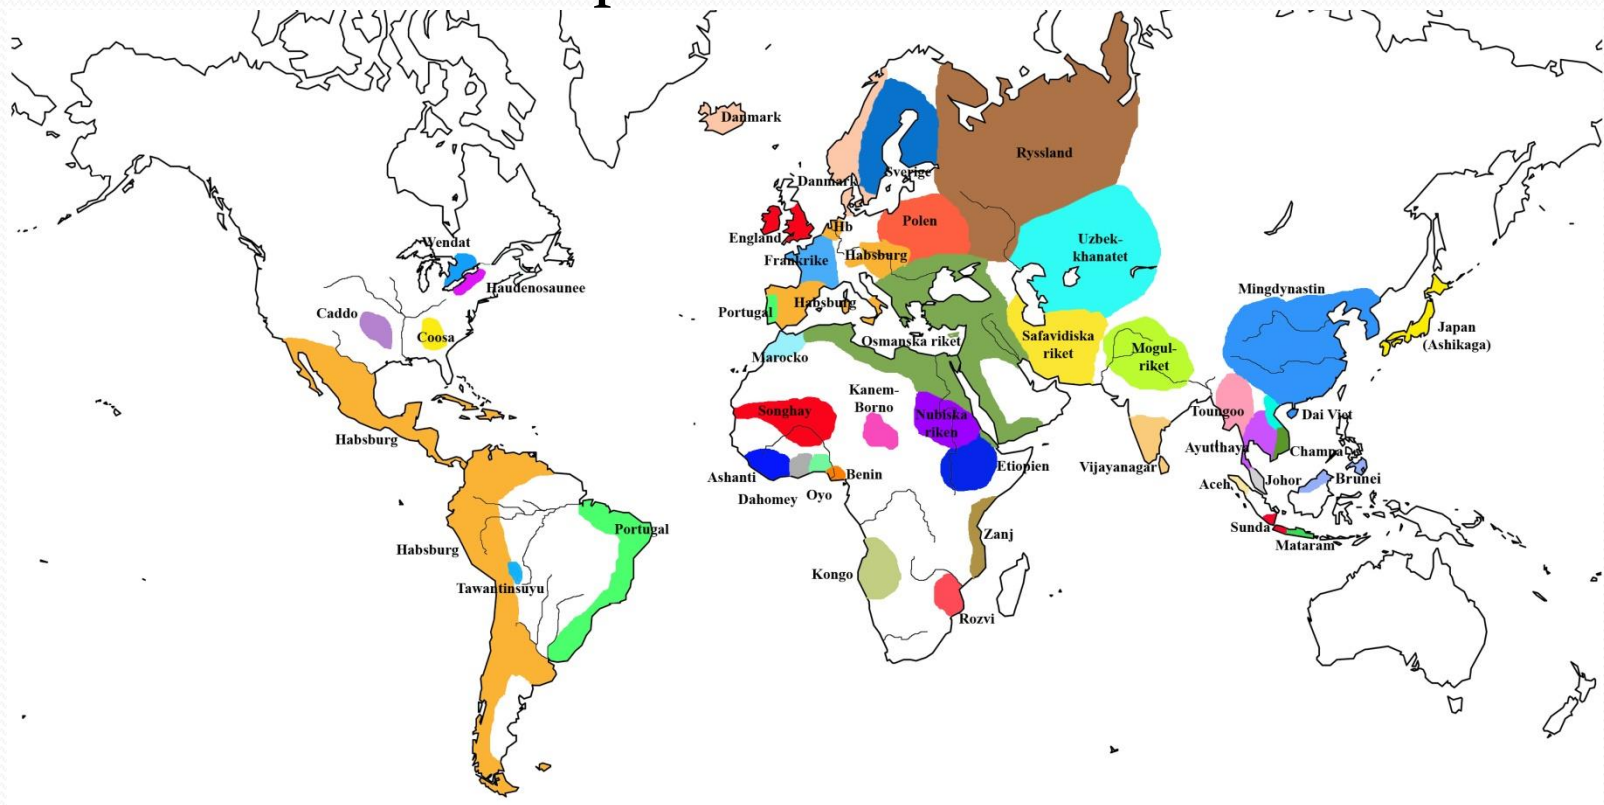 p
Danmark
Ryssland
Danmark
Sverige
Polen
England
Hb
Frankrike
Habsburg
Uzbek-
khanatet
Wendat
Haudenosaunee
Caddo
Coosa
Portugal
Habsburg
Osmanska riket
Safavidiska
riket
Mogul-
riket
Mingdynastin
Japan
(Ashikaga)
Marocko
Songhay
Kanem-
Borno
Nubiska
riken
Habsburg
Toungoo
Dai Viet
Ayutthaya
Champa
Vijayanagar
Ashanti
Dahomey
Oyo
Benin
Etiopien
Aceh
Johor
Brunei
Sunda
Mataram
Portugal
Habsburg
Zanj
Tawantinsuyu
Kongo
Rozvi